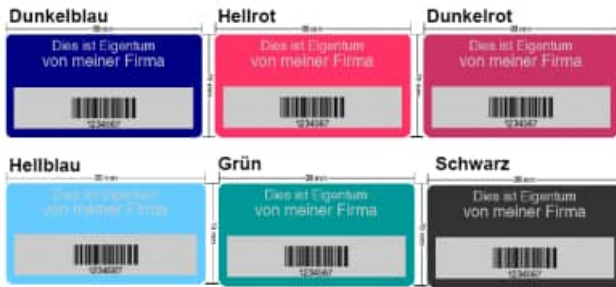 Dunkelblau
Dies ist Eigentum
von meiner Firma
1234567
Hellrot
Dies ist Eigentum
von meiner Firma
1234567
Dunkelrot
Dies ist Eigentum
von meiner Firma
1234567
Hellblau
Dies ist Eigentum
von meiner Firma
1234567
Grün
Dies ist Eigentum
von meiner Firma
1234567
Schwarz
Dies ist Eigentum
von meiner Firma
1234567